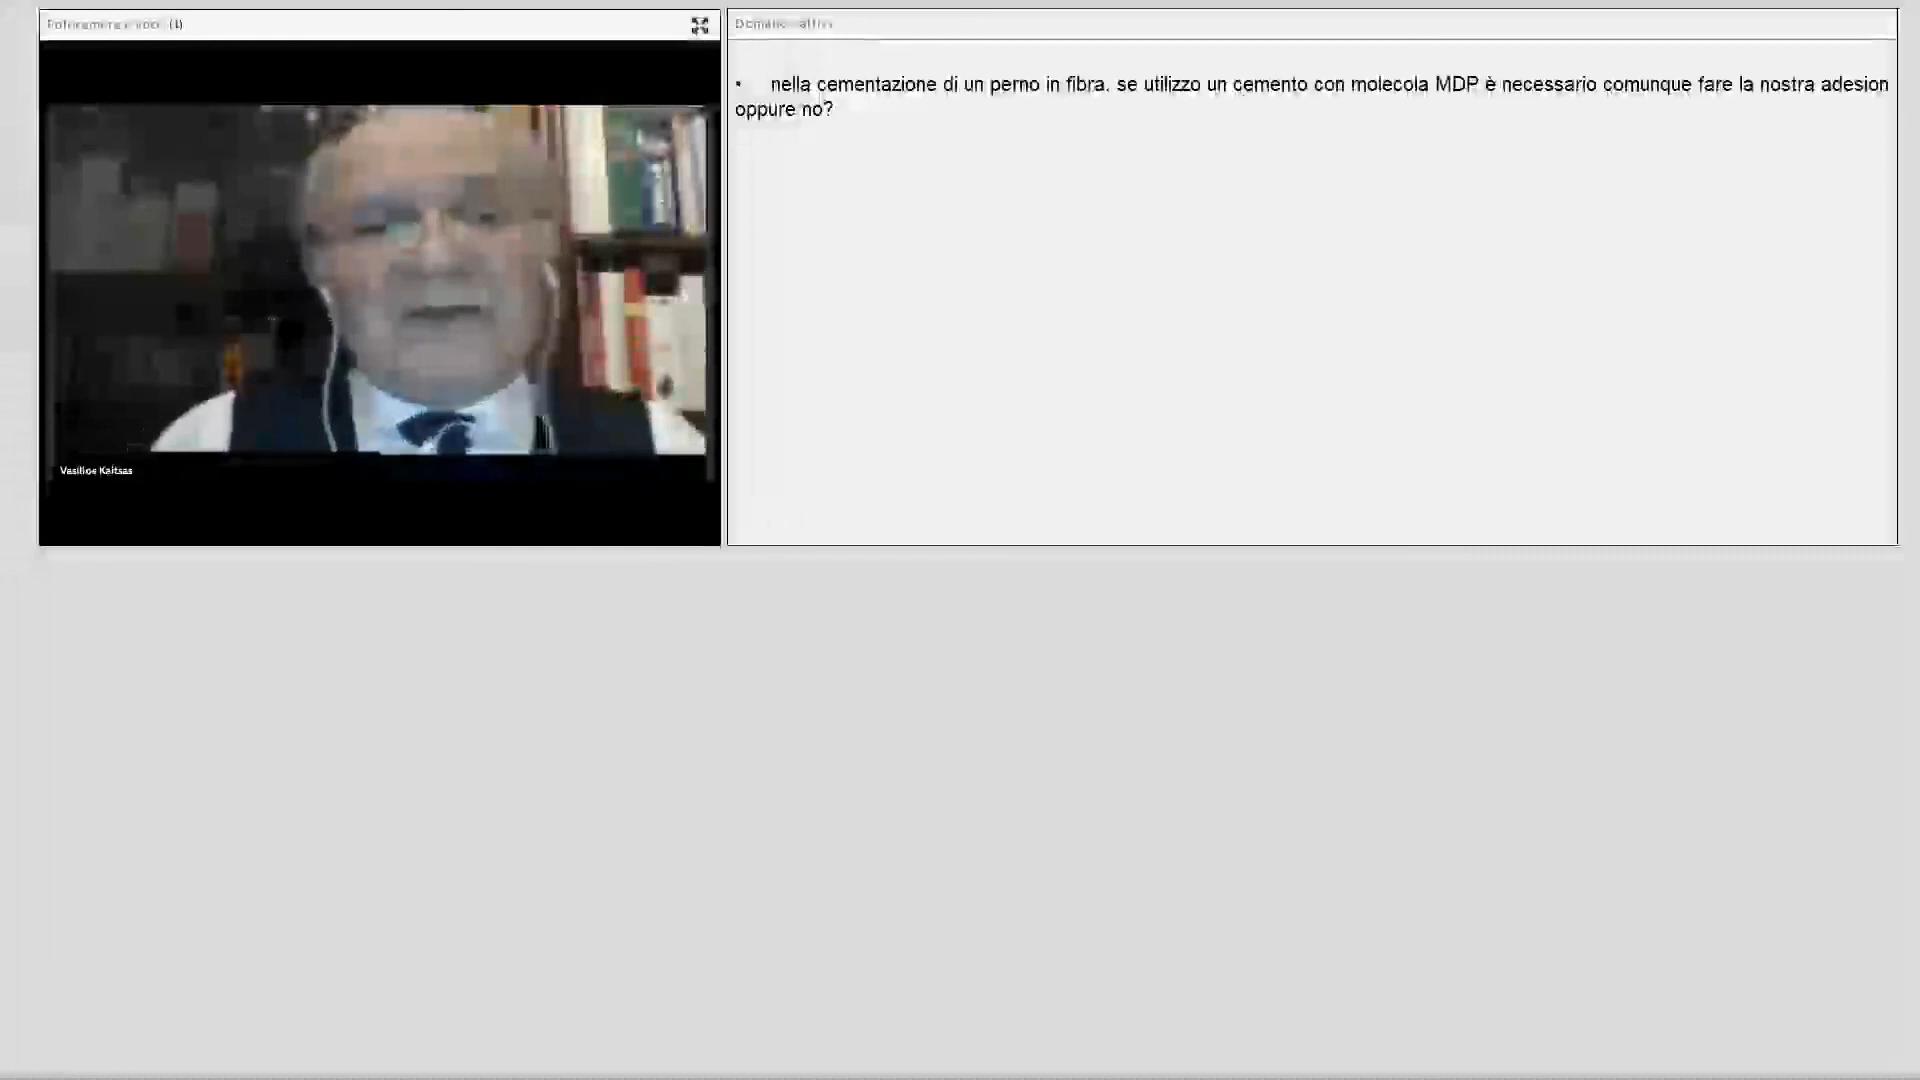 (1)
• nella cementazione di un perno in fibra. se utilizzo un cemento con molecola MDP è necessario comunque fare la nostra adesion
oppure no?
Vasilios Kaitsas